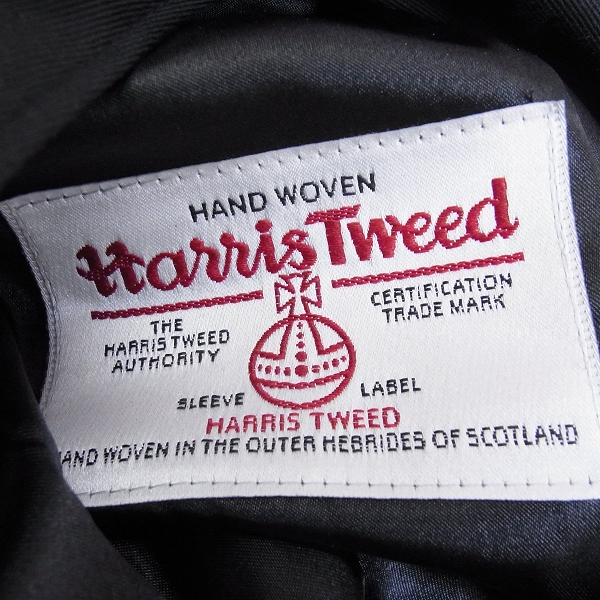 HAND WOVEN
Harris Tweed
THE
HARRIS TWEED
AUTHORITY
CERTIFICATION
TRADE MARK
SLEEVE LABEL
HARRIS TWEED
HAND WOVEN IN THE OUTER HEBRIDES OF SCOTLAND